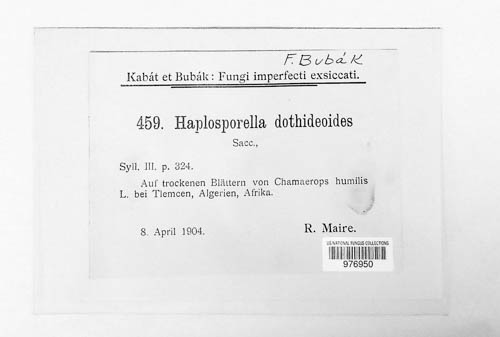 F. Bubák
Kabát et Bubák: Fungi imperfecti exsiccati.
459. Haplosporella dothideoides
Sacc.,
Syll. III. p. 324.
Auf trockenen Blättern von Chamaerops humilis
L. bei Tlemcen, Algerien, Afrika.
8. April 1904.
R. Maire.
US NATIONAL FUNGUS COLLECTIONS
976950